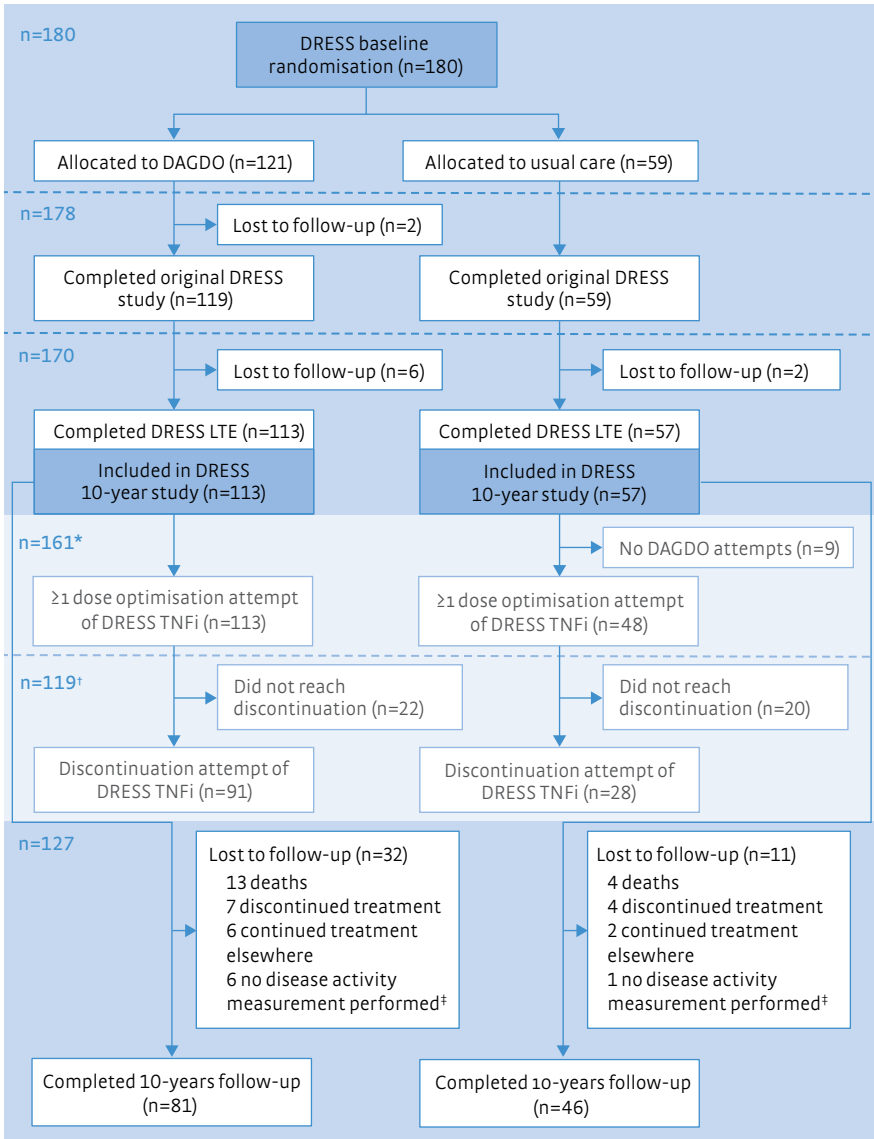 n=180
DRESS baseline
randomisation (n=180)
Allocated to DAGDO (n=121)
Allocated to usual care (n=59)
n=178
Lost to follow-up (n=2)
Completed original DRESS
study (n=119)
Completed original DRESS
study (n=59)
n=170
Lost to follow-up (n=6)
Lost to follow-up (n=2)
Completed DRESS LTE (n=113)
Completed DRESS LTE (n=57)
Included in DRESS
10-year study (n=113)
Included in DRESS
10-year study (n=57)
n=161*
No DAGDO attempts (n=9)
≥1 dose optimisation attempt
of DRESS TNFi (n=113)
≥1 dose optimisation attempt
of DRESS TNFi (n=48)
n=119†
Did not reach
discontinuation (n=22)
Did not reach
discontinuation (n=20)
Discontinuation attempt of
DRESS TNFi (n=91)
Discontinuation attempt of
DRESS TNFi (n=28)
n=127
Lost to follow-up (n=32)
13 deaths
7 discontinued treatment
6 continued treatment
elsewhere
6 no disease activity
measurement performed‡
Lost to follow-up (n=11)
4 deaths
4 discontinued treatment
2 continued treatment
elsewhere
1 no disease activity
measurement performed‡
Completed 10-years follow-up
(n=81)
Completed 10-years follow-up
(n=46)